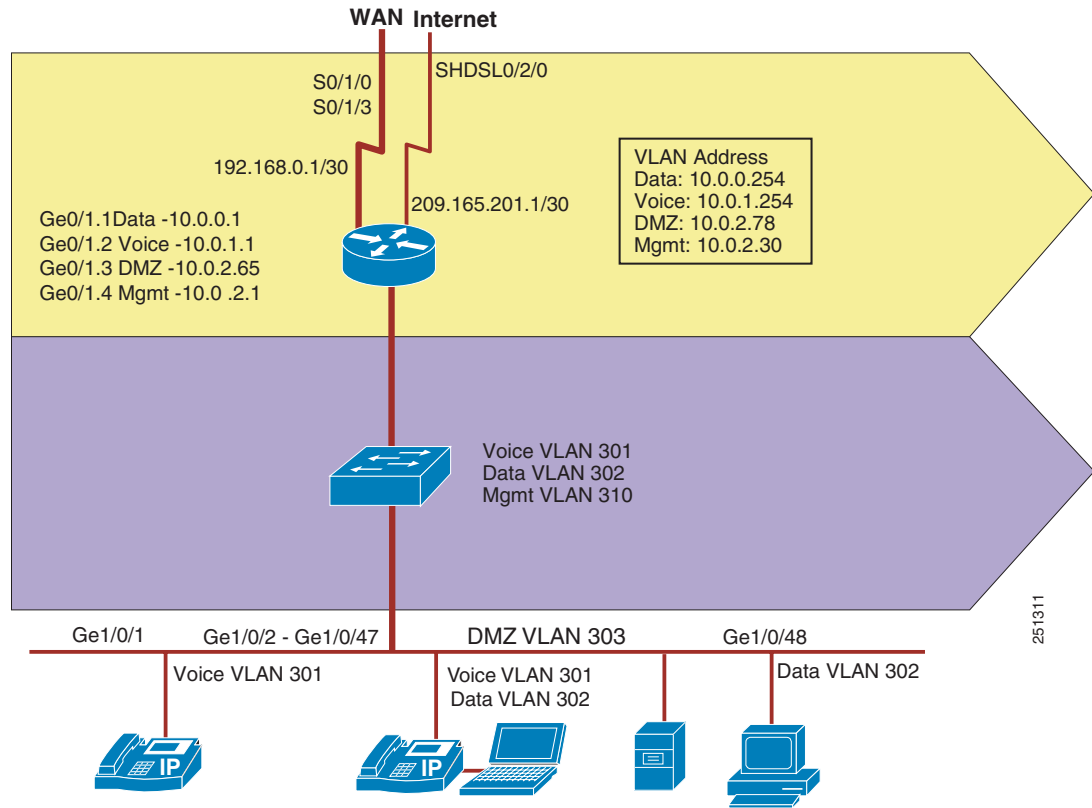 WAN Internet
SHDSL0/2/0
S0/1/0
S0/1/3
192.168.0.1/30
209.165.201.1/30
VLAN Address
Data: 10.0.0.254
Voice: 10.0.1.254
DMZ: 10.0.2.78
Mgmt: 10.0.2.30
Ge0/1.1Data -10.0.0.1
Ge0/1.2 Voice -10.0.1.1
Ge0/1.3 DMZ -10.0.2.65
Ge0/1.4 Mgmt -10.0 .2.1
Voice VLAN 301
Data VLAN 302
Mgmt VLAN 310
251311
Ge1/0/1
Ge1/0/2 - Ge1/0/47
DMZ VLAN 303
Ge1/0/48
Voice VLAN 301
Voice VLAN 301
Data VLAN 302
Data VLAN 302
IP
IP